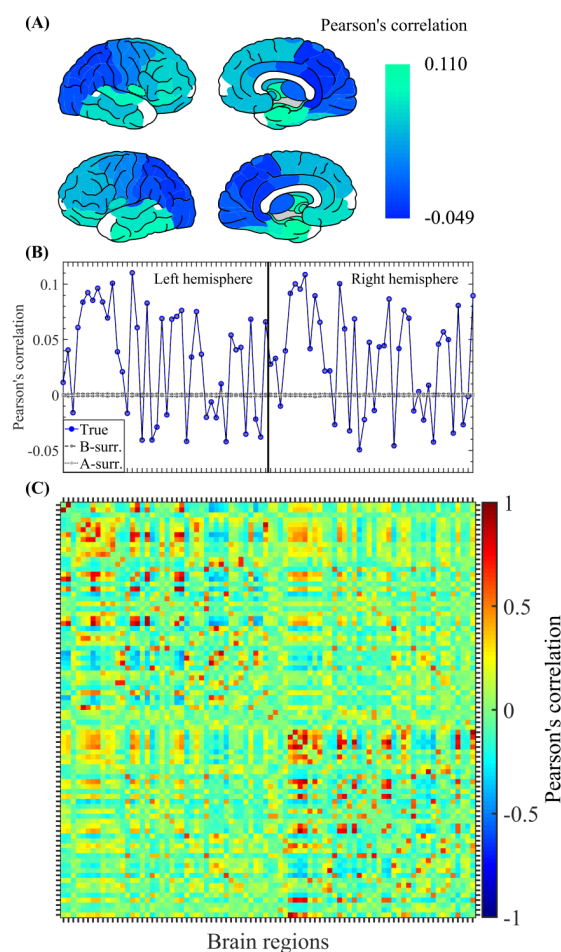 (A)
Pearson's correlation
0.110
-0.049
(B)
Left hemisphere
Right hemisphere
0.1
0.05
0
-0.05
Pearson's correlation
True
B-surr.
A-surr.
(C)
1
0.5
0
-0.5
-1
Pearson's correlation
Brain regions